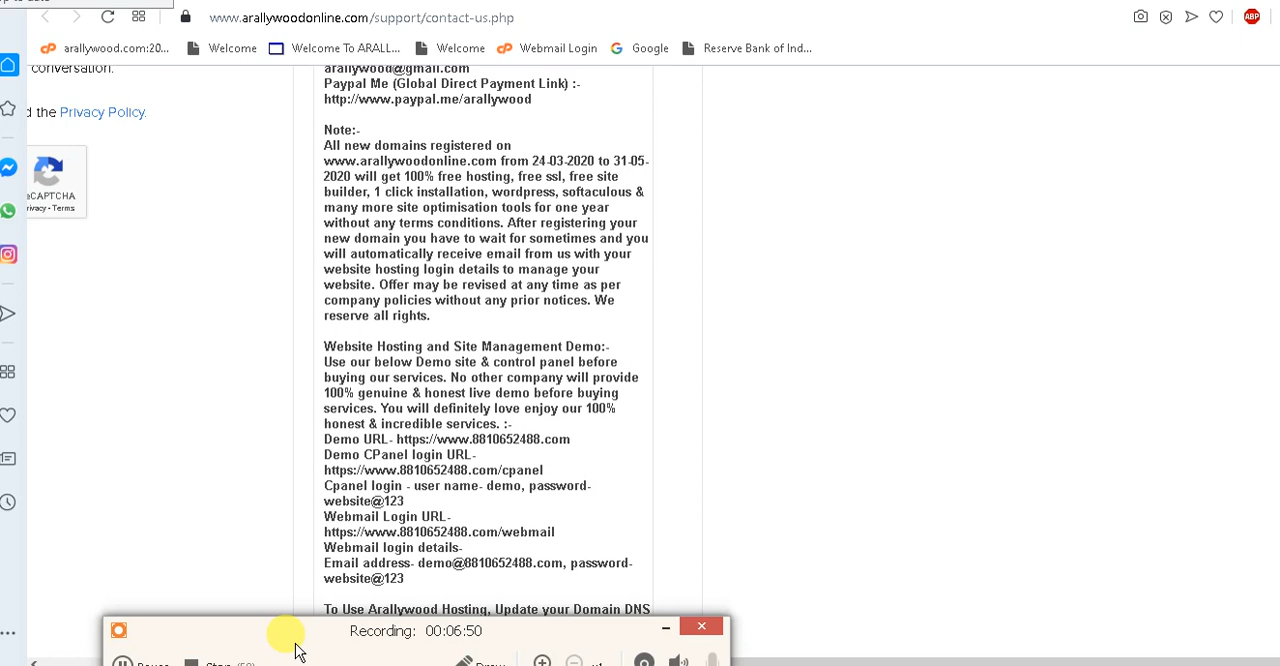 www.arallywoodonline.com/support/contact-us.php
ABP
arallywood.com:20...
Welcome
Welcome To ARALL...
Welcome
Webmail Login
Google
Reserve Bank of Ind...
conversation.
d the Privacy Policy.
eCAPTCHA
rivacy - Terms
arallywood@gmail.com
Paypal Me (Global Direct Payment Link) :-
http://www.paypal.me/arallywood
Note:-
All new domains registered on
www.arallywoodonline.com from 24-03-2020 to 31-05-
2020 will get 100% free hosting, free ssl, free site
builder, 1 click installation, wordpress, softaculous &
many more site optimisation tools for one year
without any terms conditions. After registering your
new domain you have to wait for sometimes and you
will automatically receive email from us with your
website hosting login details to manage your
website. Offer may be revised at any time as per
company policies without any prior notices. We
reserve all rights.
Website Hosting and Site Management Demo:-
Use our below Demo site & control panel before
buying our services. No other company will provide
100% genuine & honest live demo before buying
services. You will definitely love enjoy our 100%
honest & incredible services. :-
Demo URL- https://www.8810652488.com
Demo CPanel login URL-
https://www.8810652488.com/cpanel
Cpanel login - user name- demo, password-
website@123
Webmail Login URL-
https://www.8810652488.com/webmail
Webmail login details-
Email address- demo@8810652488.com, password-
website@123
To Use Arallywood Hosting, Update your Domain DNS
Recording: 00:06:50
Pause
Stop
Draw
x1